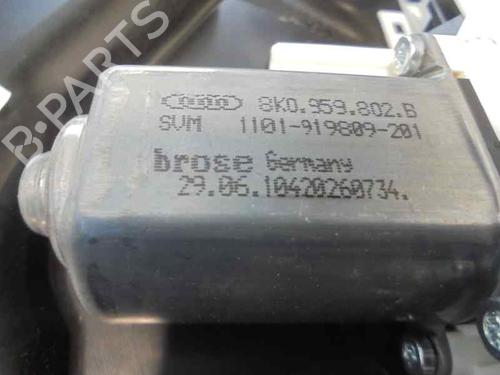 8K0.959.802.B
SVM 1101-919809-201
brose Germany
29.06.10420260734.
B-PARTS